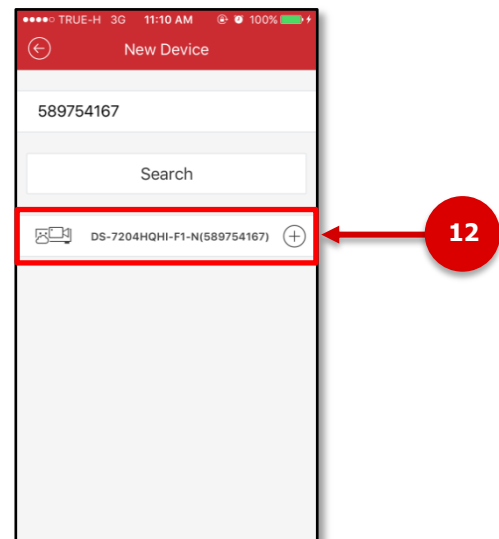 TRUE-H 3G 11:10 AM 100%
New Device
589754167
Search
DS-7204HQHI-F1-N(589754167)
12